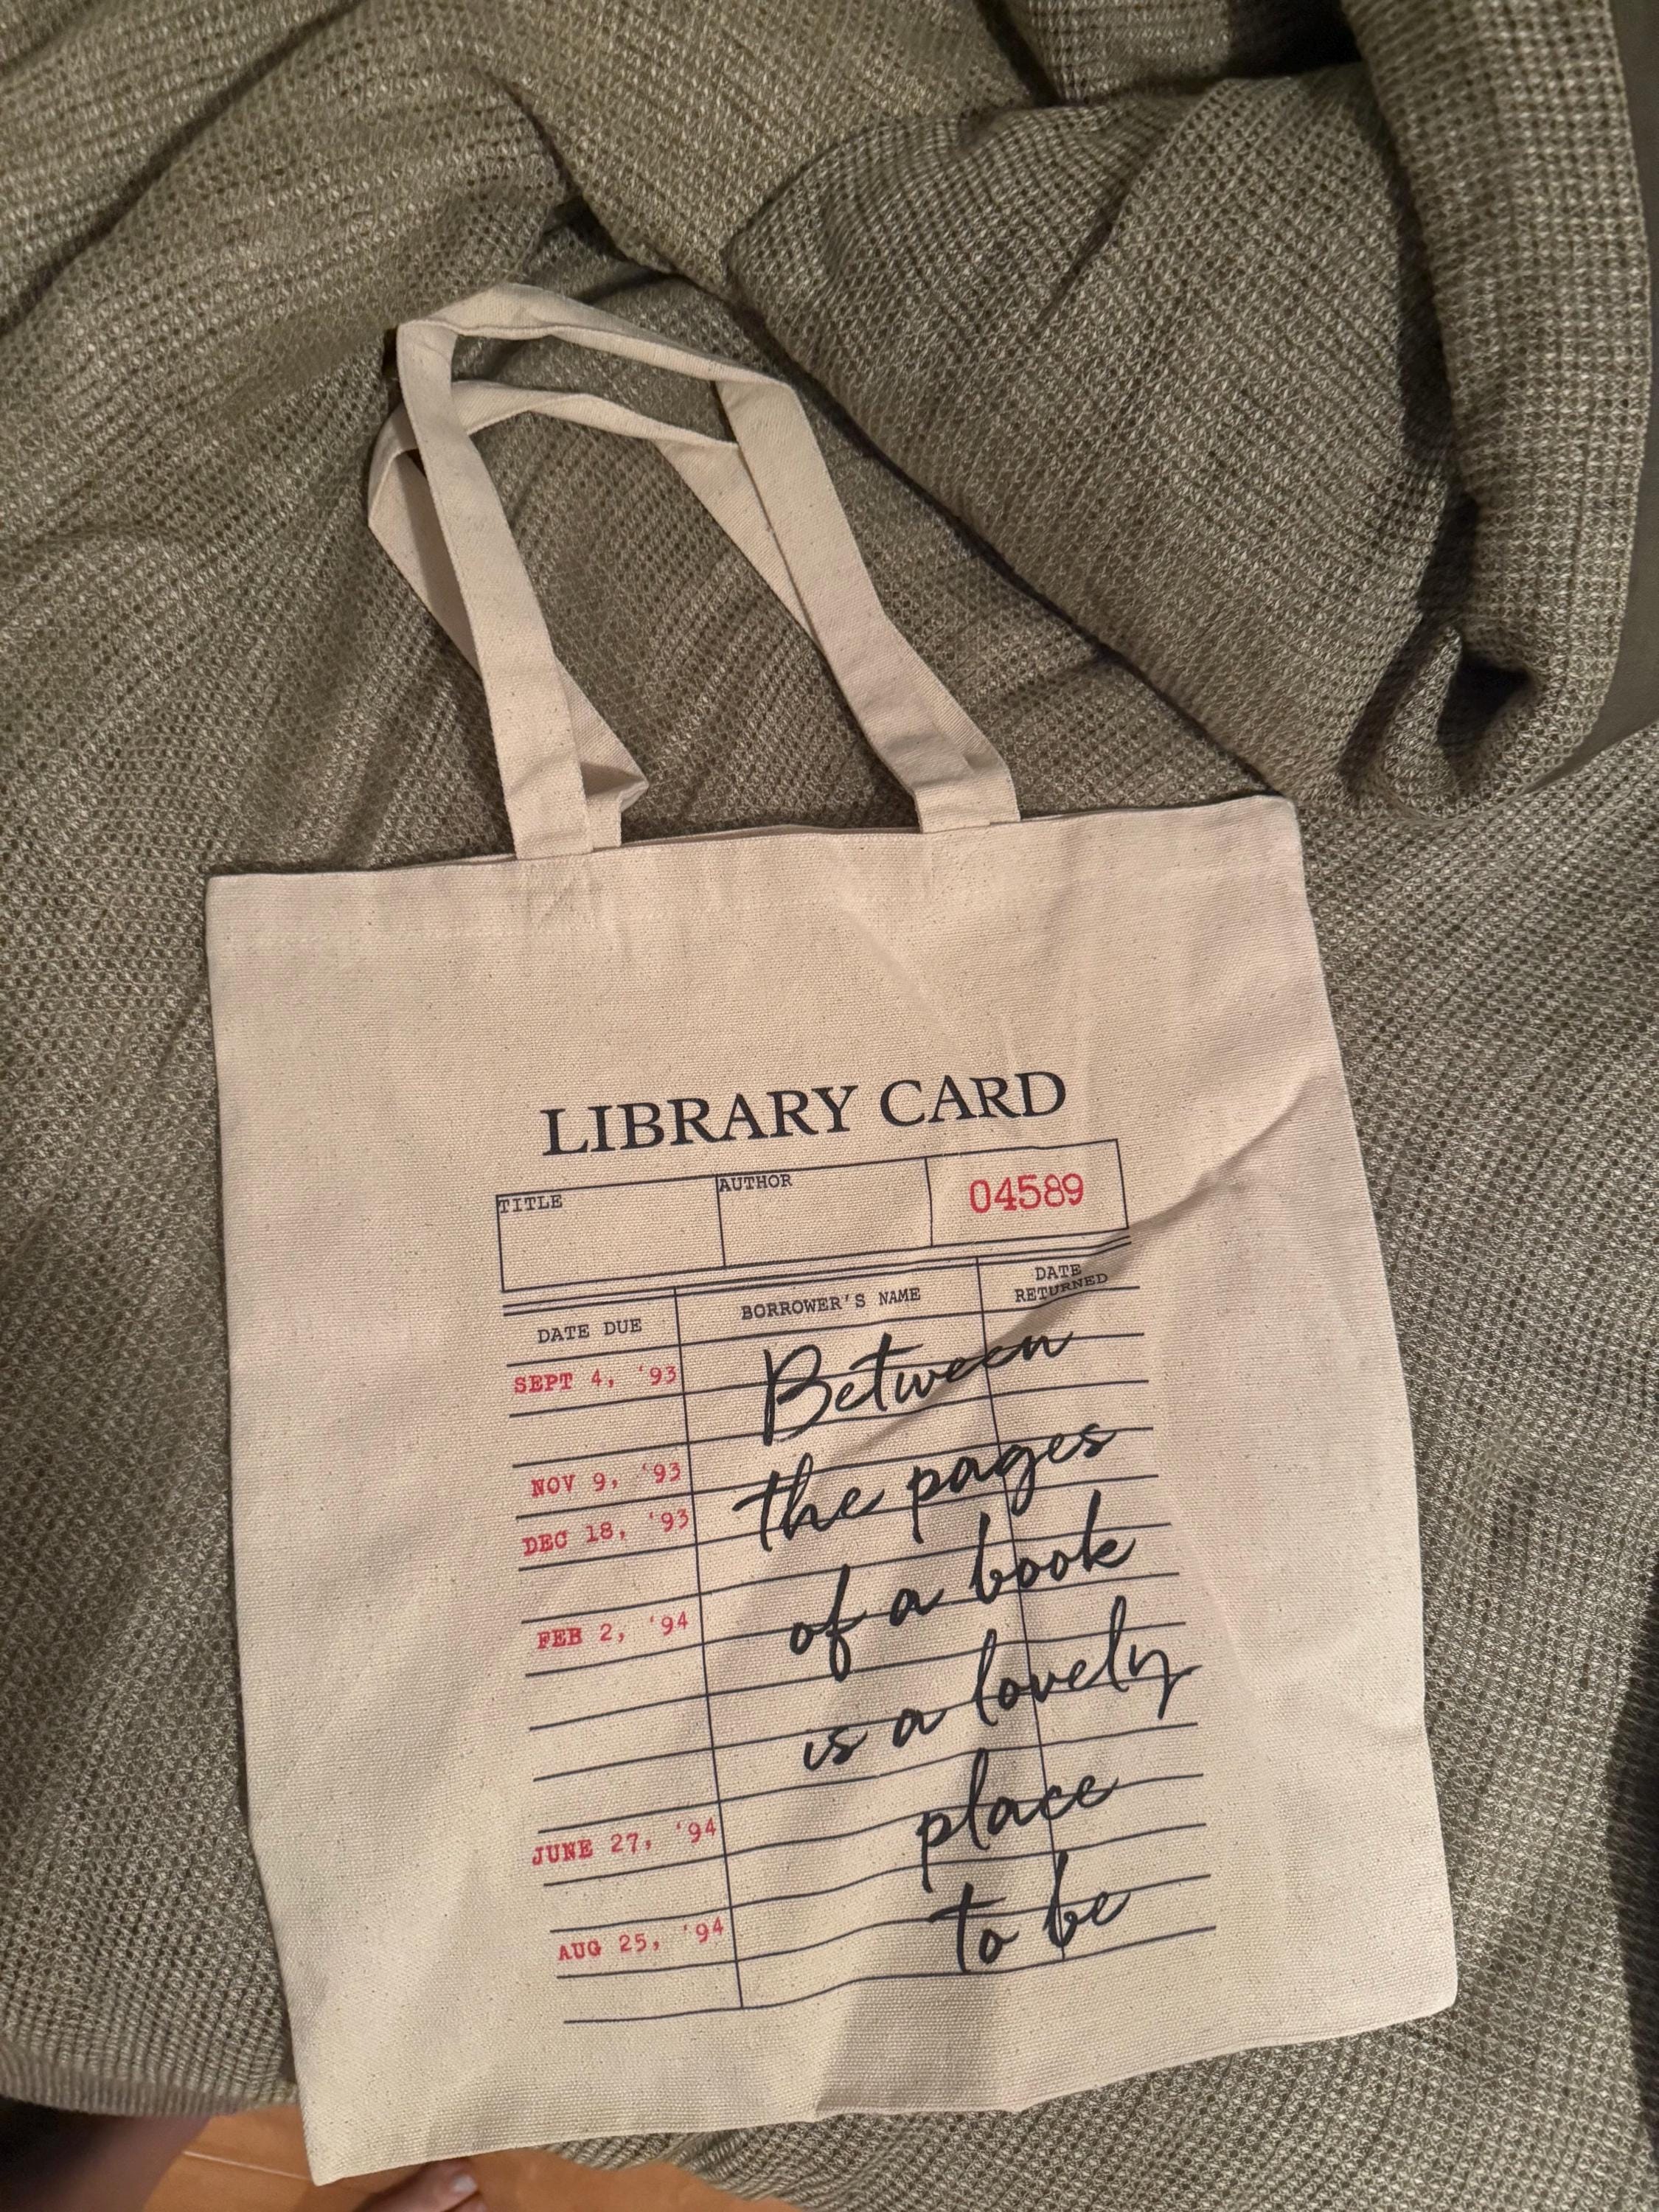 LIBRARY CARD
TITLE AUTHOR 04589
DATE DUE BORROWER'S NAME DATE
RETURNED
SEPT 4, '93 Between
NOV 9, '93 the pages
DEC 18, '93
of a book
FEB 2, '94
is a lovely
JUNE 27, '94 place
AUG 25, '94 to be